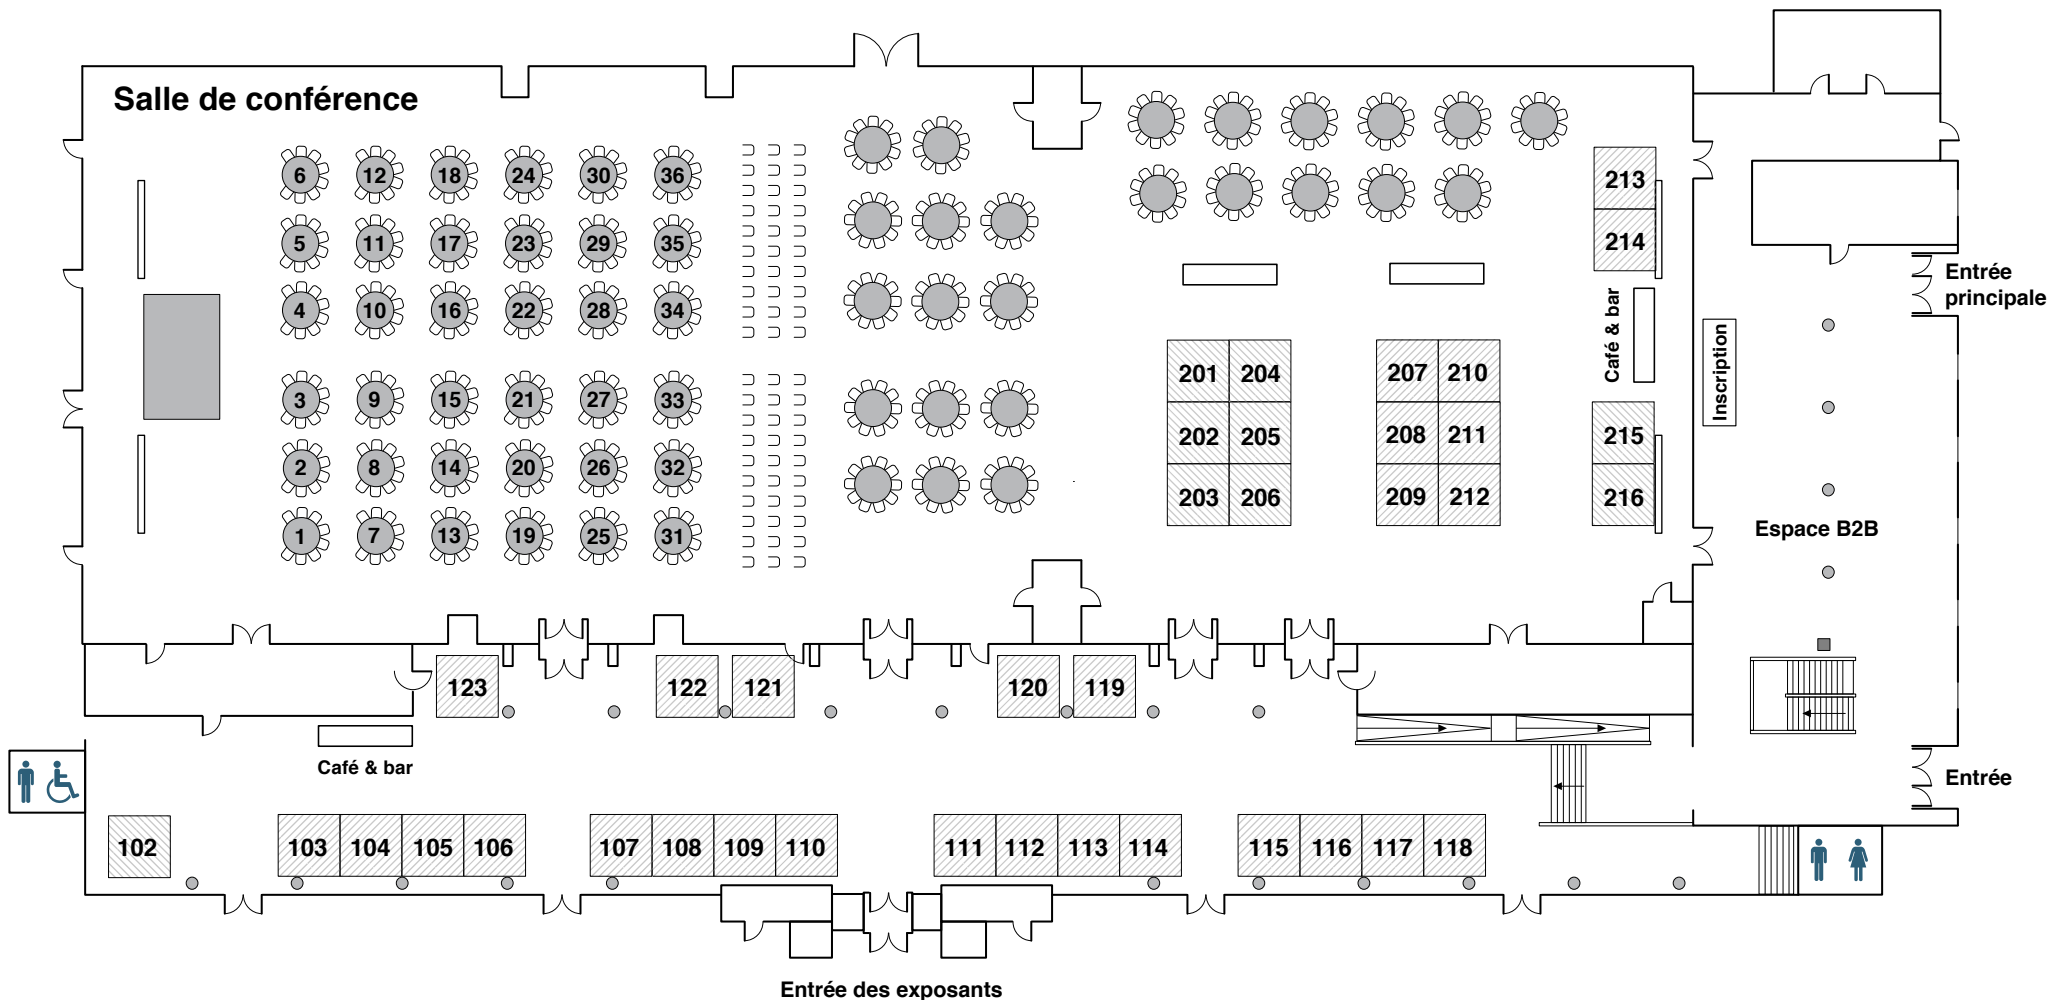 Salle de conférence
6 12 18 24 30 36
5 11 17 23 29 35
4 10 16 22 28 34
3 9 15 21 27 33
2 8 14 20 26 32
1 7 13 19 25 31
213
214
Café & bar
201 204
202 205
203 206
207 210
208 211
209 212
215
216
Inscription
Entrée
principale
Espace B2B
123
122
121
120
119
Café & bar
Entrée
102
103 104 105 106
107 108 109 110
111 112 113 114
115 116 117 118
Entrée des exposants